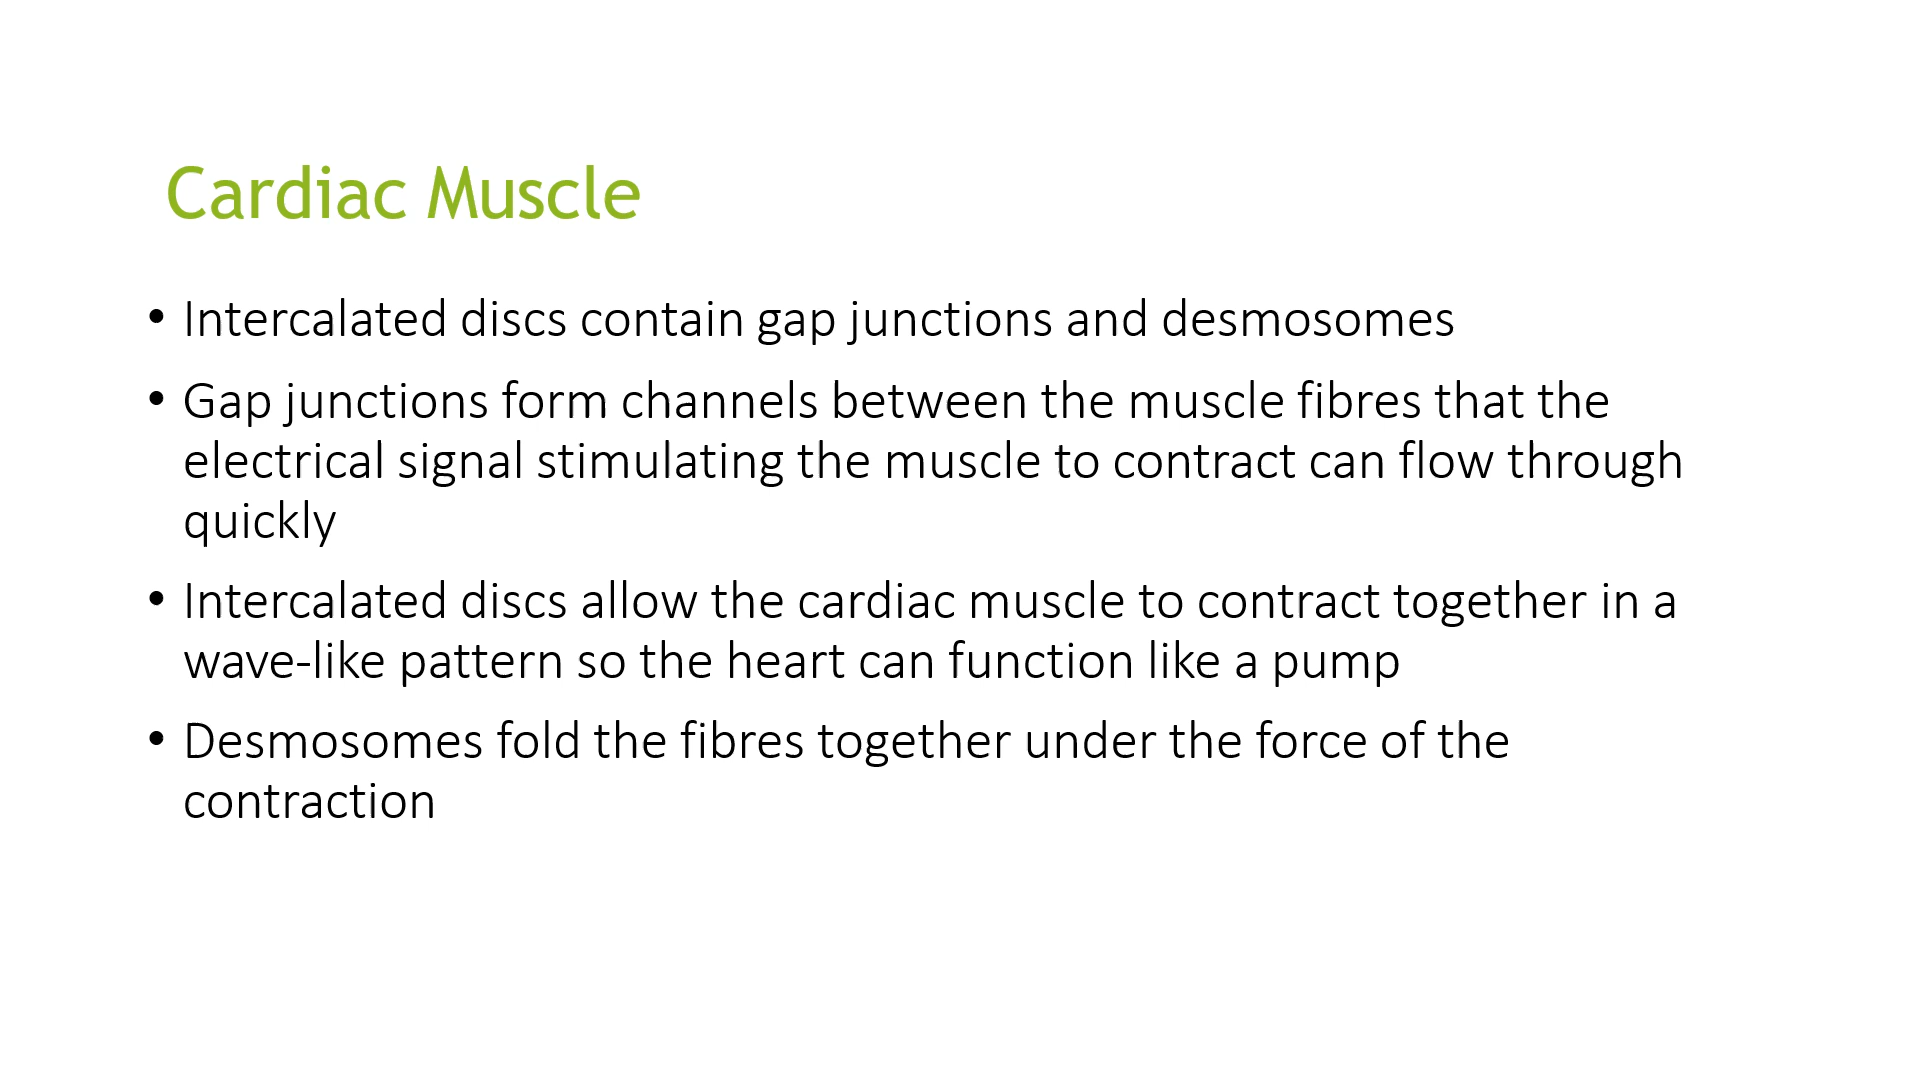 Cardiac Muscle
• Intercalated discs contain gap junctions and desmosomes
• Gap junctions form channels between the muscle fibres that the
electrical signal stimulating the muscle to contract can flow through
quickly
• Intercalated discs allow the cardiac muscle to contract together in a
wave-like pattern so the heart can function like a pump
• Desmosomes fold the fibres together under the force of the
contraction